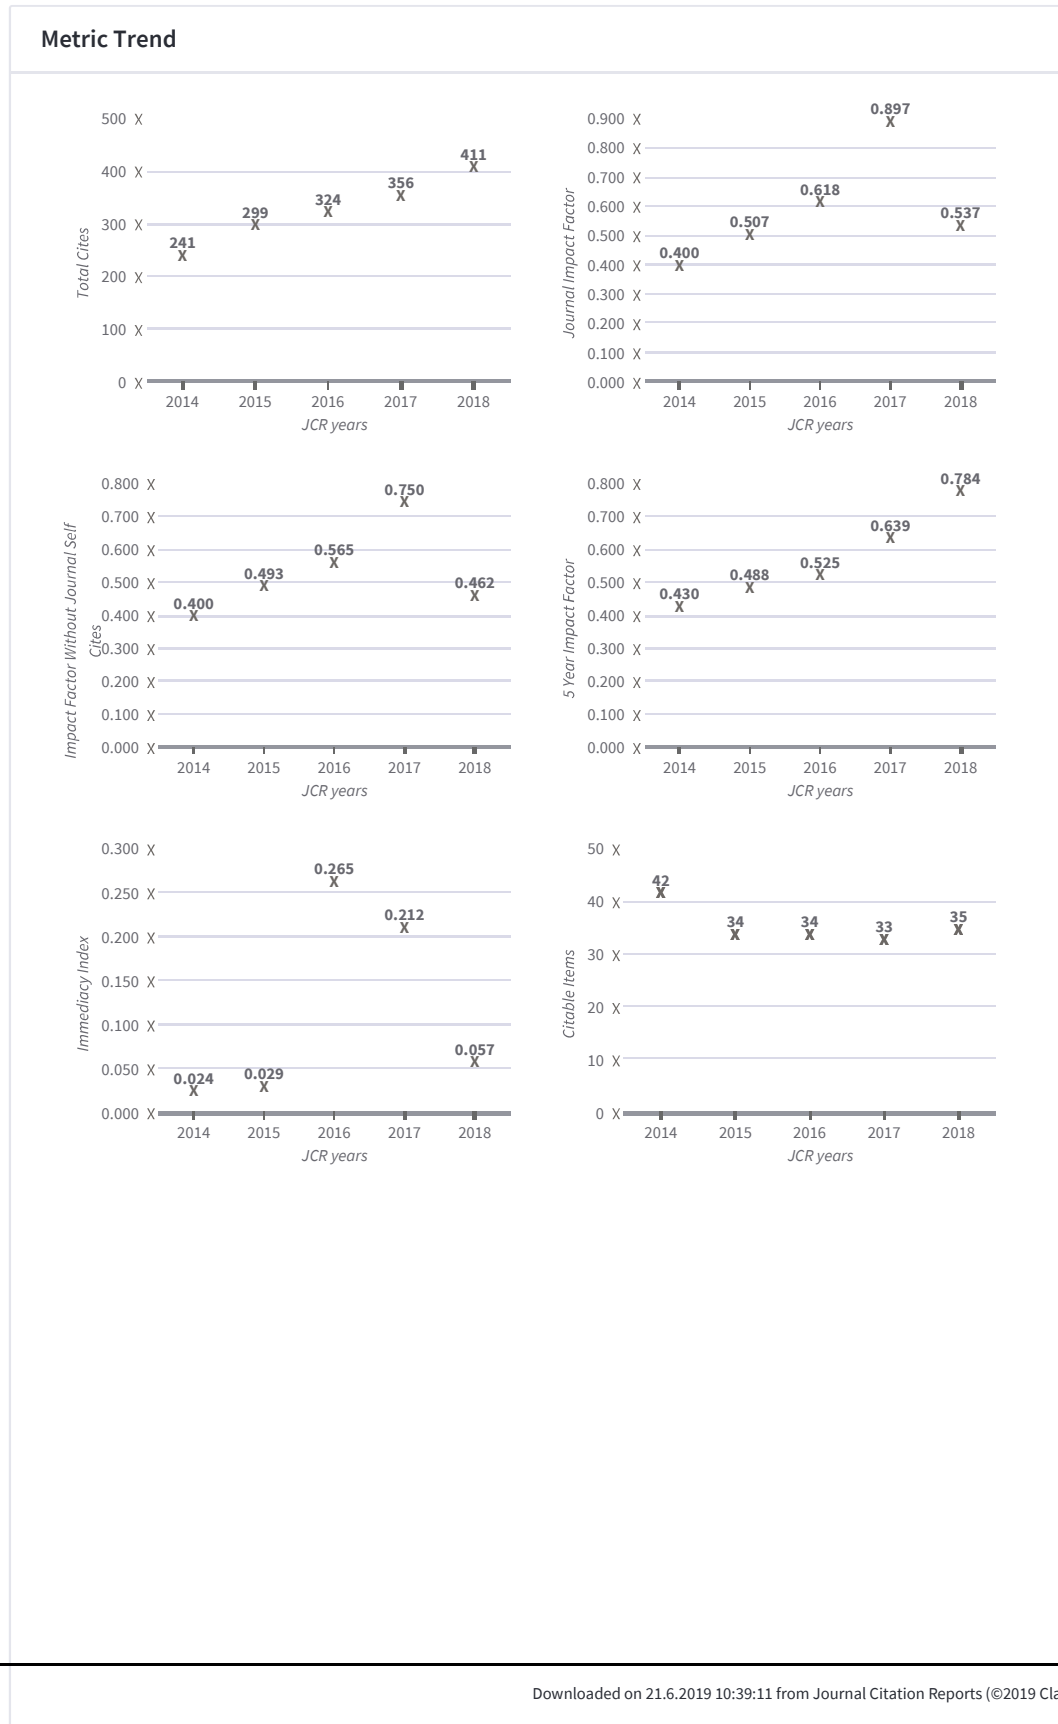 Metric Trend
500 X
400 X
300 X
200 X
100 X
0 X
Total Cites
241
X
299
X
324
X
356
X
411
X
2014 2015 2016 2017 2018
JCR years
0.900 X
0.800 X
0.700 X
0.600 X
0.500 X
0.400 X
0.300 X
0.200 X
0.100 X
0.000 X
Journal Impact Factor
0.400
X
0.507
X
0.618
X
0.897
X
0.537
X
2014 2015 2016 2017 2018
JCR years
0.800 X
0.700 X
0.600 X
0.500 X
0.400 X
0.300 X
0.200 X
0.100 X
0.000 X
Impact Factor Without Journal Self
Cites
0.400
X
0.493
X
0.565
X
0.750
X
0.462
X
2014 2015 2016 2017 2018
JCR years
0.800 X
0.700 X
0.600 X
0.500 X
0.400 X
0.300 X
0.200 X
0.100 X
0.000 X
5 Year Impact Factor
0.430
X
0.488
X
0.525
X
0.639
X
0.784
X
2014 2015 2016 2017 2018
JCR years
0.300 X
0.250 X
0.200 X
0.150 X
0.100 X
0.050 X
0.000 X
Immediacy Index
0.024
X
0.029
X
0.265
X
0.212
X
0.057
X
2014 2015 2016 2017 2018
JCR years
50 X
40 X
30 X
20 X
10 X
0 X
Citable Items
42
X
34
X
34
X
33
X
35
X
2014 2015 2016 2017 2018
JCR years
Downloaded on 21.6.2019 10:39:11 from Journal Citation Reports (©2019 Cla